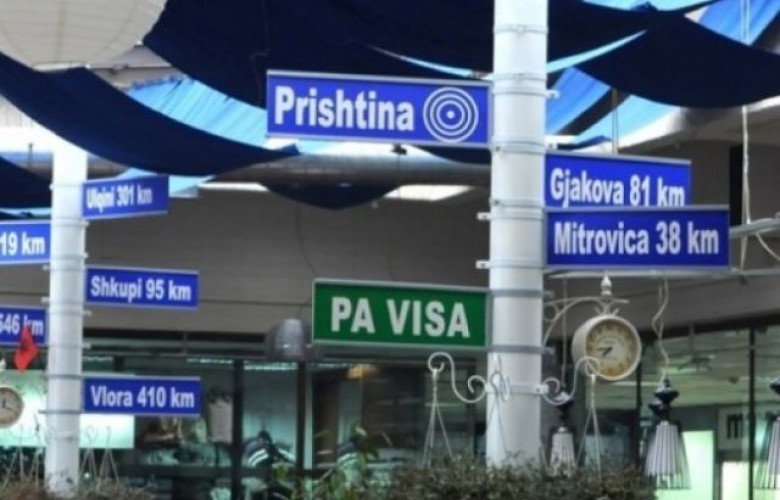 Prishtina
Ulqini 301 km
Gjakova 81 km
19 km
Mitrovica 38 km
Shkupi 95 km
PA VISA
546 km
Vlora 410 km